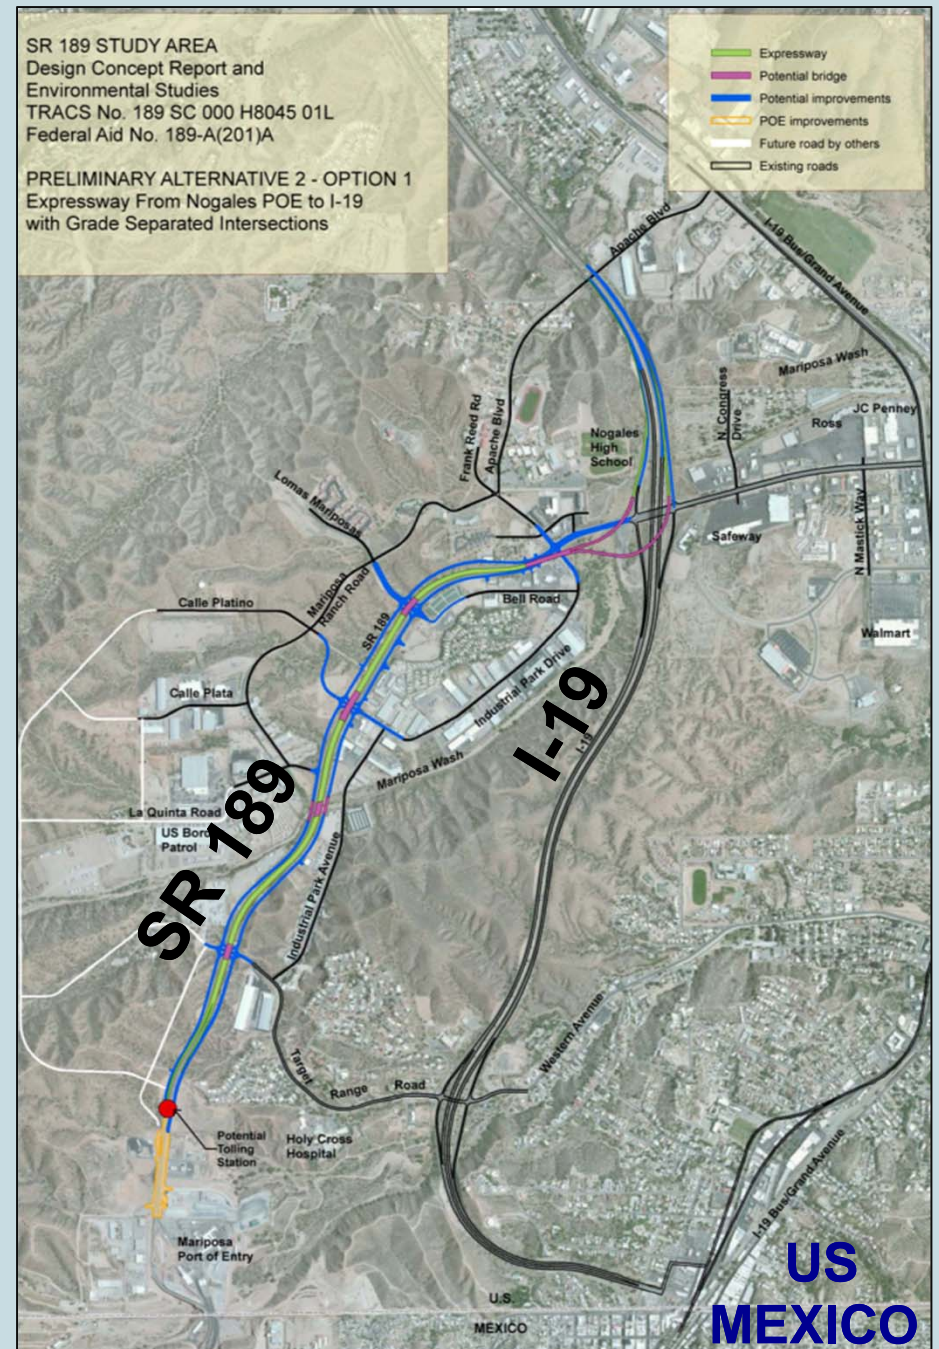 SR 189 STUDY AREA
Design Concept Report and
Environmental Studies
TRACS No. 189 SC 000 H8045 01L
Federal Aid No. 189-A(201)A
PRELIMINARY ALTERNATIVE 2 - OPTION 1
Expressway From Nogales POE to I-19
with Grade Separated Intersections
Expressway
Potential bridge
Potential improvements
POE improvements
Future road by others
Existing roads
Apache Blvd
I-19 Bus/Grand Avenue
Mariposa Wash
N. Congress
Drive
JC Penney
Ross
Frank Reed Rd
Apache Blvd
Nogales
High
School
Lomas Mariposas
Safeway
N Mastick Way
Mariposa
Ranch Road
Bell Road
Calle Platino
SR 189
Walmart
Calle Plata
Industrial Park Drive
I-19
I-19
Mariposa Wash
SR 189
La Quinta Road
US Bord
Patrol
Industrial Park Avenue
Western Avenue
Target
Range
Road
Potential
Tolling
Station
Holy Cross
Hospital
I-19 Bus/Grand Avenue
Mariposa
Port of Entry
US
MEXICO
U.S.
MEXICO